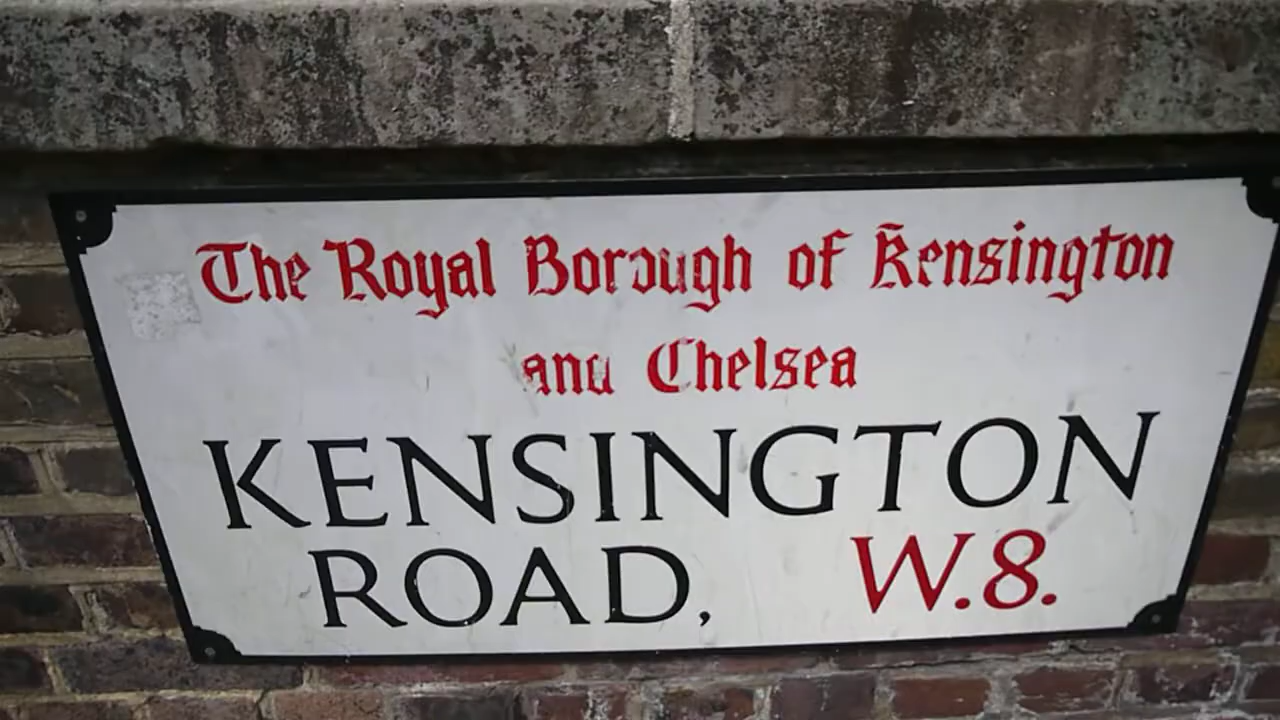 The Royal Borough of Kensington
and Chelsea
KENSINGTON
ROAD, W.8.